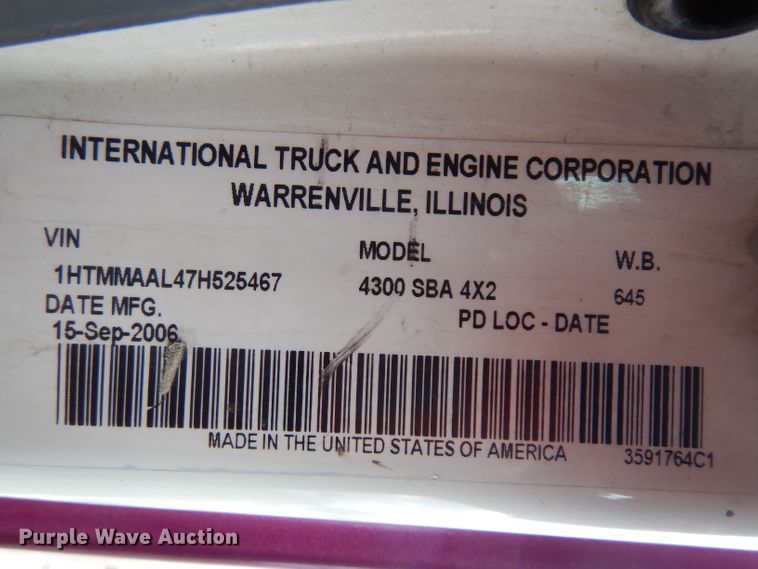 INTERNATIONAL TRUCK AND ENGINE CORPORATION
WARRENVILLE, ILLINOIS
VIN MODEL W.B.
1HTMMAAL47H525467 4300 SBA 4X2 645
DATE MFG. PD LOC - DATE
15-Sep-2006
MADE IN THE UNITED STATES OF AMERICA 3591764C1
Purple Wave Auction